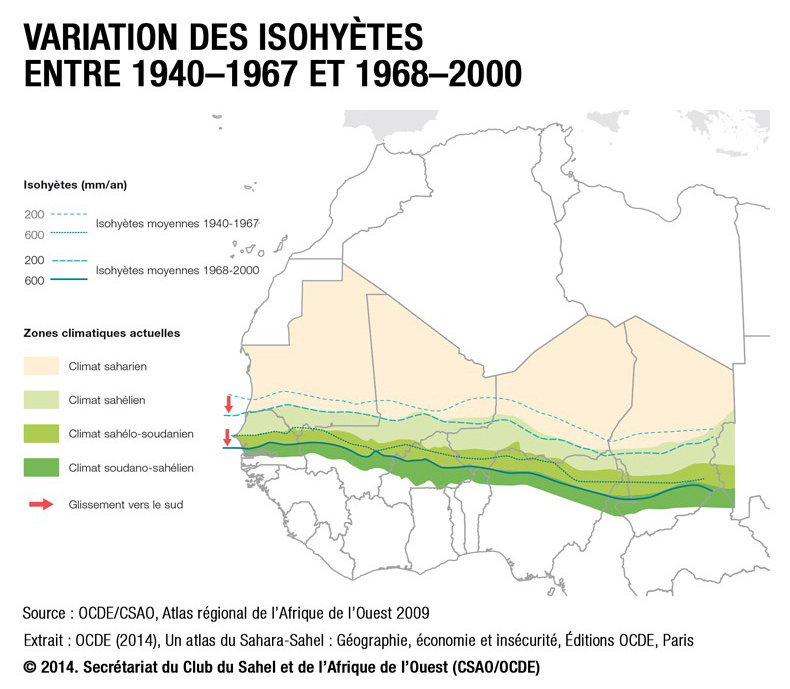 VARIATION DES ISOHYÈTES
ENTRE 1940–1967 ET 1968–2000
Isohyètes (mm/an)
200
600
Isohyètes moyennes 1940-1967
200
600
Isohyètes moyennes 1968-2000
Zones climatiques actuelles
Climat saharien
Climat sahélien
Climat sahélo-soudanien
Climat soudano-sahélien
Glissement vers le sud
Source : OCDE/CSAO, Atlas régional de l'Afrique de l'Ouest 2009
Extrait : OCDE (2014), Un atlas du Sahara-Sahel : Géographie, économie et insécurité, Éditions OCDE, Paris
© 2014. Secrétariat du Club du Sahel et de l'Afrique de l'Ouest (CSAO/OCDE)